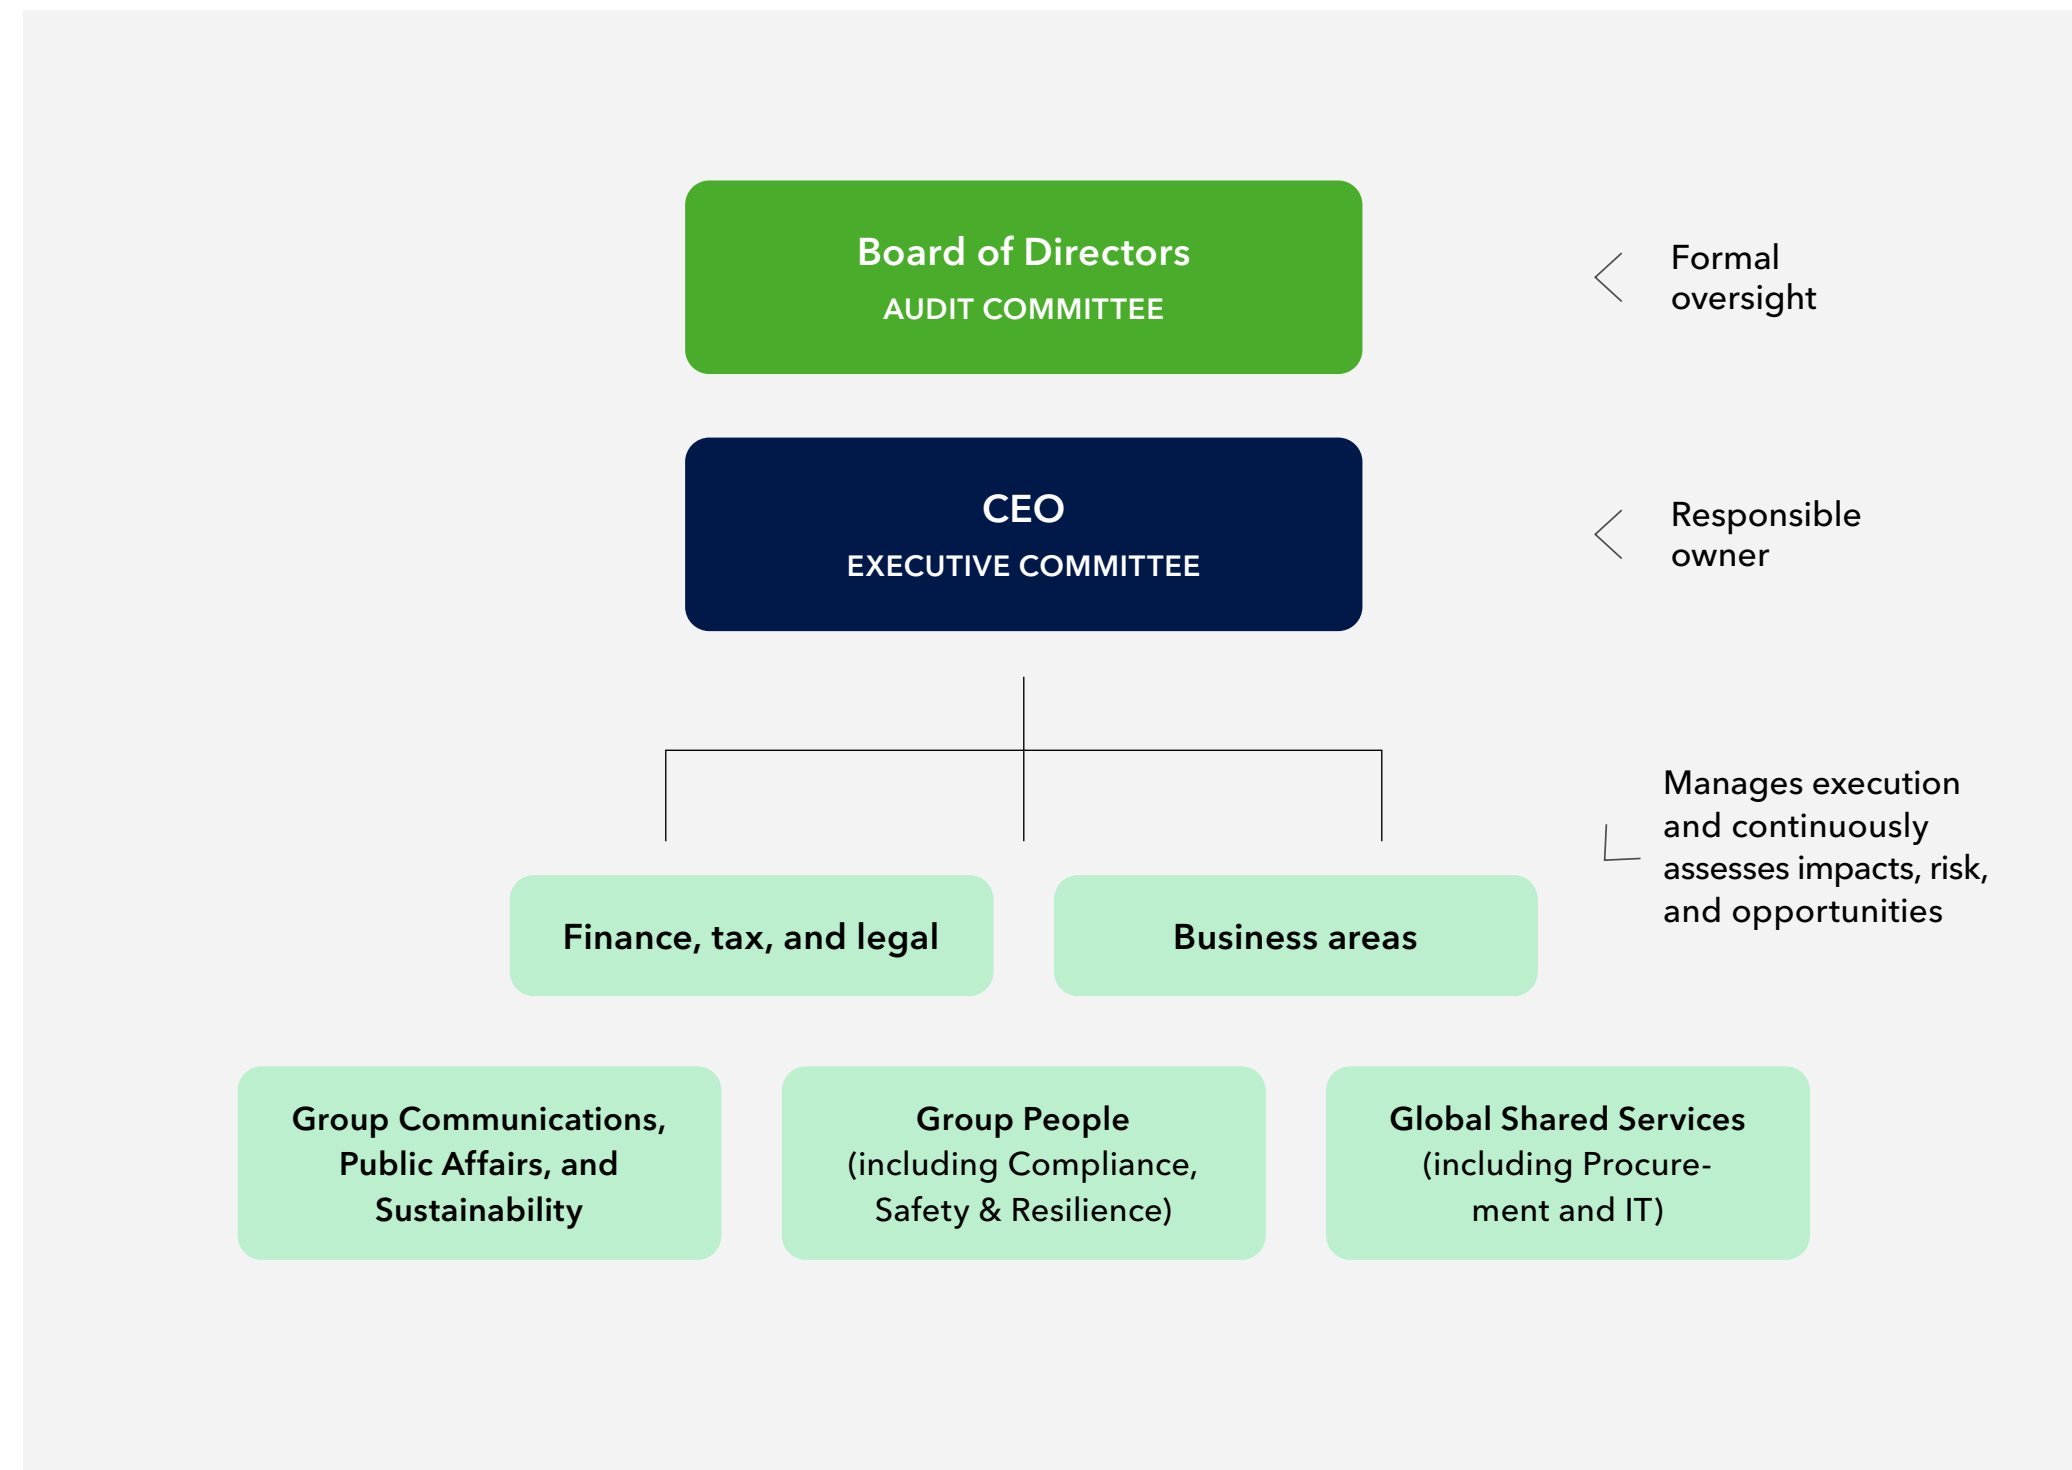 Board of Directors
AUDIT COMMITTEE
Formal
oversight
CEO
EXECUTIVE COMMITTEE
Responsible
owner
Manages execution
and continuously
assesses impacts, risk,
and opportunities
Finance, tax, and legal
Business areas
Group Communications,
Public Affairs, and
Sustainability
Group People
(including Compliance,
Safety & Resilience)
Global Shared Services
(including Procure-
ment and IT)